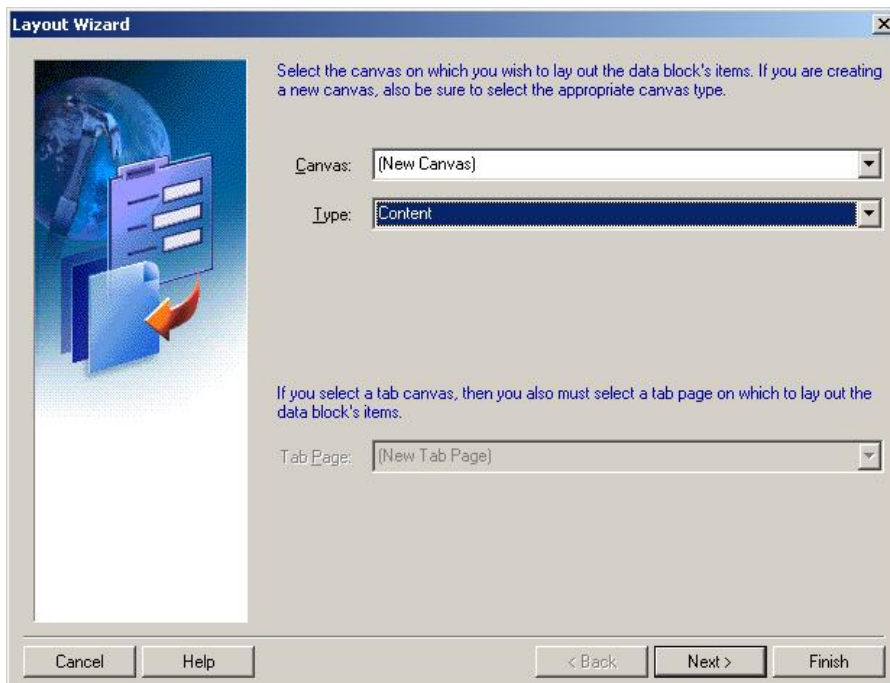 Layout Wizard
Select the canvas on which you wish to lay out the data block's items. If you are creating
a new canvas, also be sure to select the appropriate canvas type.
Canvas: (New Canvas)
Type: Content
If you select a tab canvas, then you also must select a tab page on which to lay out the
data block's items.
Tab Page: (New Tab Page)
Cancel Help < Back Next > Finish